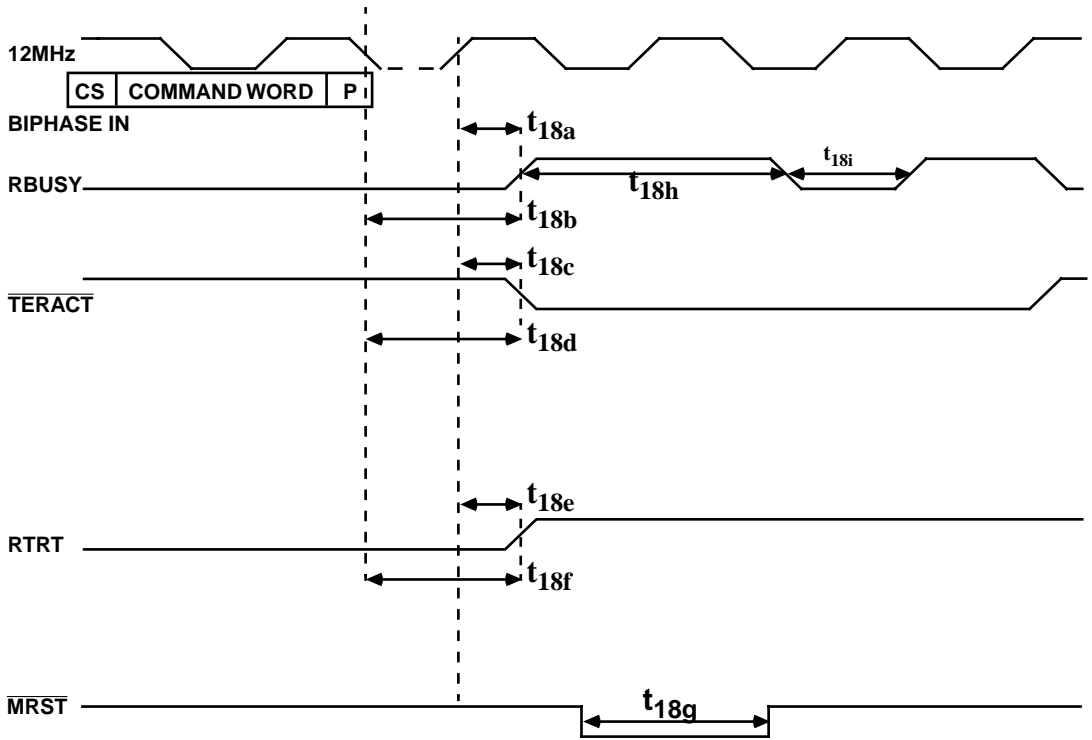 12MHz
CS COMMAND WORD P
BIPHASE IN
t18a
RBUSY
t18h
t18i
t18b
t18c
TERACT
t18d
t18e
RTRT
t18f
MRST
t18g